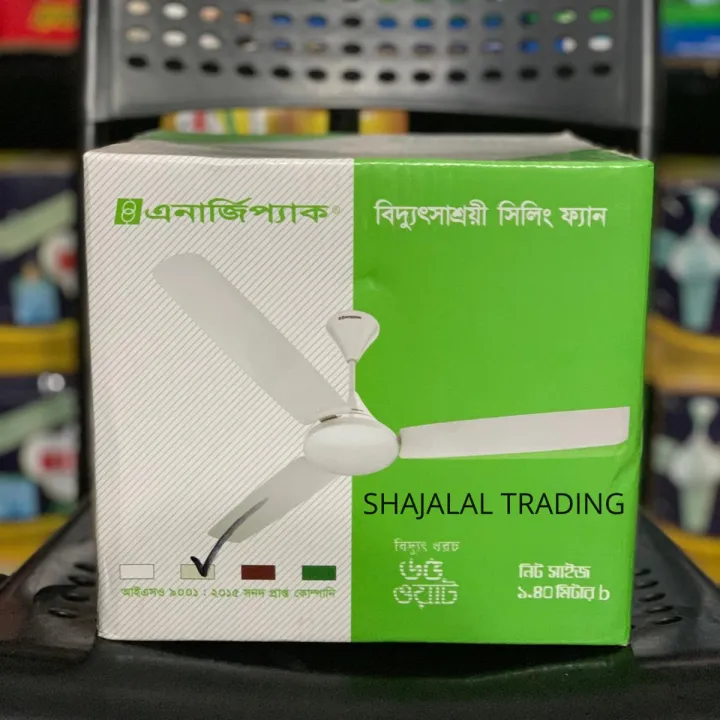 এনার্জিপ্যাক®
বিদ্যুৎসাশ্রয়ী সিলিং ফ্যান
SHAJALAL TRADING
বিদ্যুৎ খরচ
৬৫
ওয়াট
নিট সাইজ
১.৪০ মিটার b
আইএসও ৯০০১ : ২০১৫ সনদ প্রাপ্ত কোম্পানি